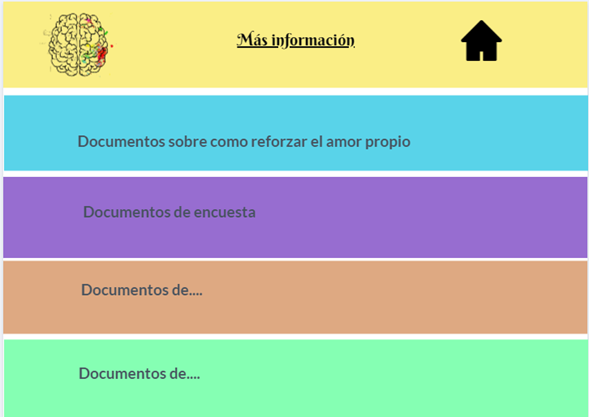 Más información
Documentos sobre como reforzar el amor propio
Documentos de encuesta
Documentos de....
Documentos de....